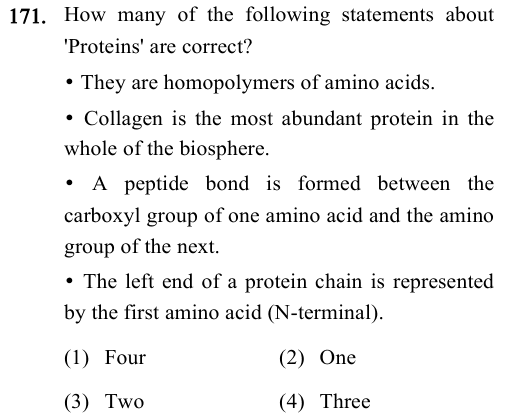 171. How many of the following statements about
'Proteins' are correct?
• They are homopolymers of amino acids.
• Collagen is the most abundant protein in the
whole of the biosphere.
• A peptide bond is formed between the
carboxyl group of one amino acid and the amino
group of the next.
• The left end of a protein chain is represented
by the first amino acid (N-terminal).
(1) Four (2) One
(3) Two (4) Three